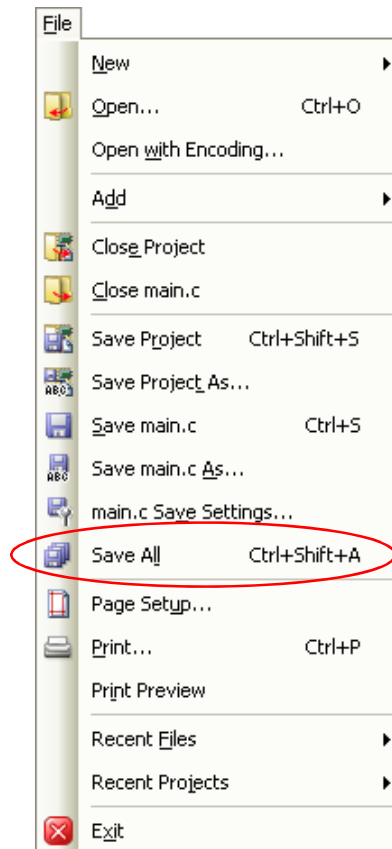 File
New
Open... Ctrl+O
Open with Encoding...
Add
Close Project
Close main.c
Save Project Ctrl+Shift+S
Save Project As...
ABC
Save main.c Ctrl+S
Save main.c As...
ABC
main.c Save Settings...
Save All Ctrl+Shift+A
Page Setup...
Print... Ctrl+P
Print Preview
Recent Files
Recent Projects
Exit